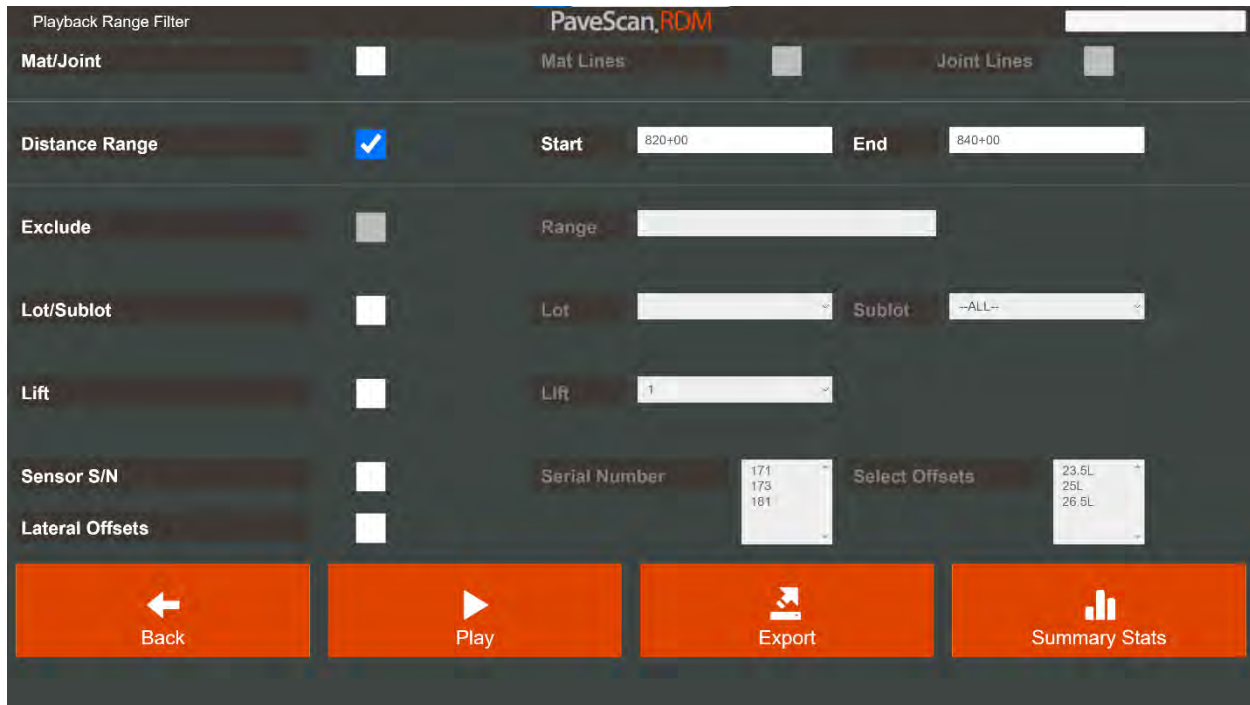 Playback Range Filter PaveScan RDM
Mat/Joint Mat Lines Joint Lines
Distance Range Start 820+00 End 840+00
Exclude Range
Lot/Sublot Lot Sublot --ALL--
Lift Lift 1
Sensor S/N Serial Number 171 Select Offsets 23.5L
173 25L
181 26.5L
Lateral Offsets
Back Play Export Summary Stats